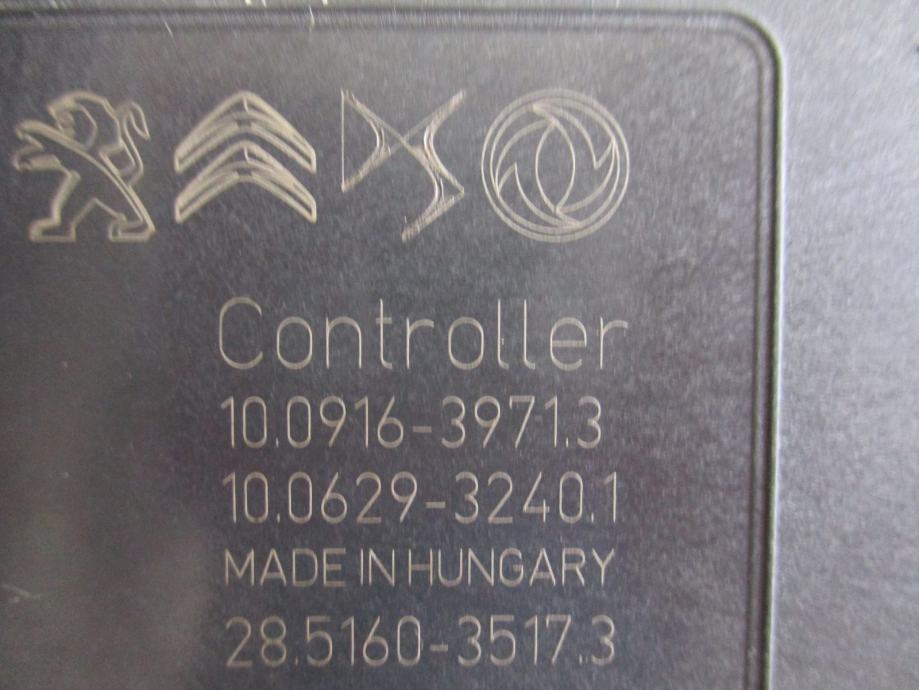 Controller
10.0916-3971.3
10.0629-3240.1
MADE IN HUNGARY
28.5160-3517.3